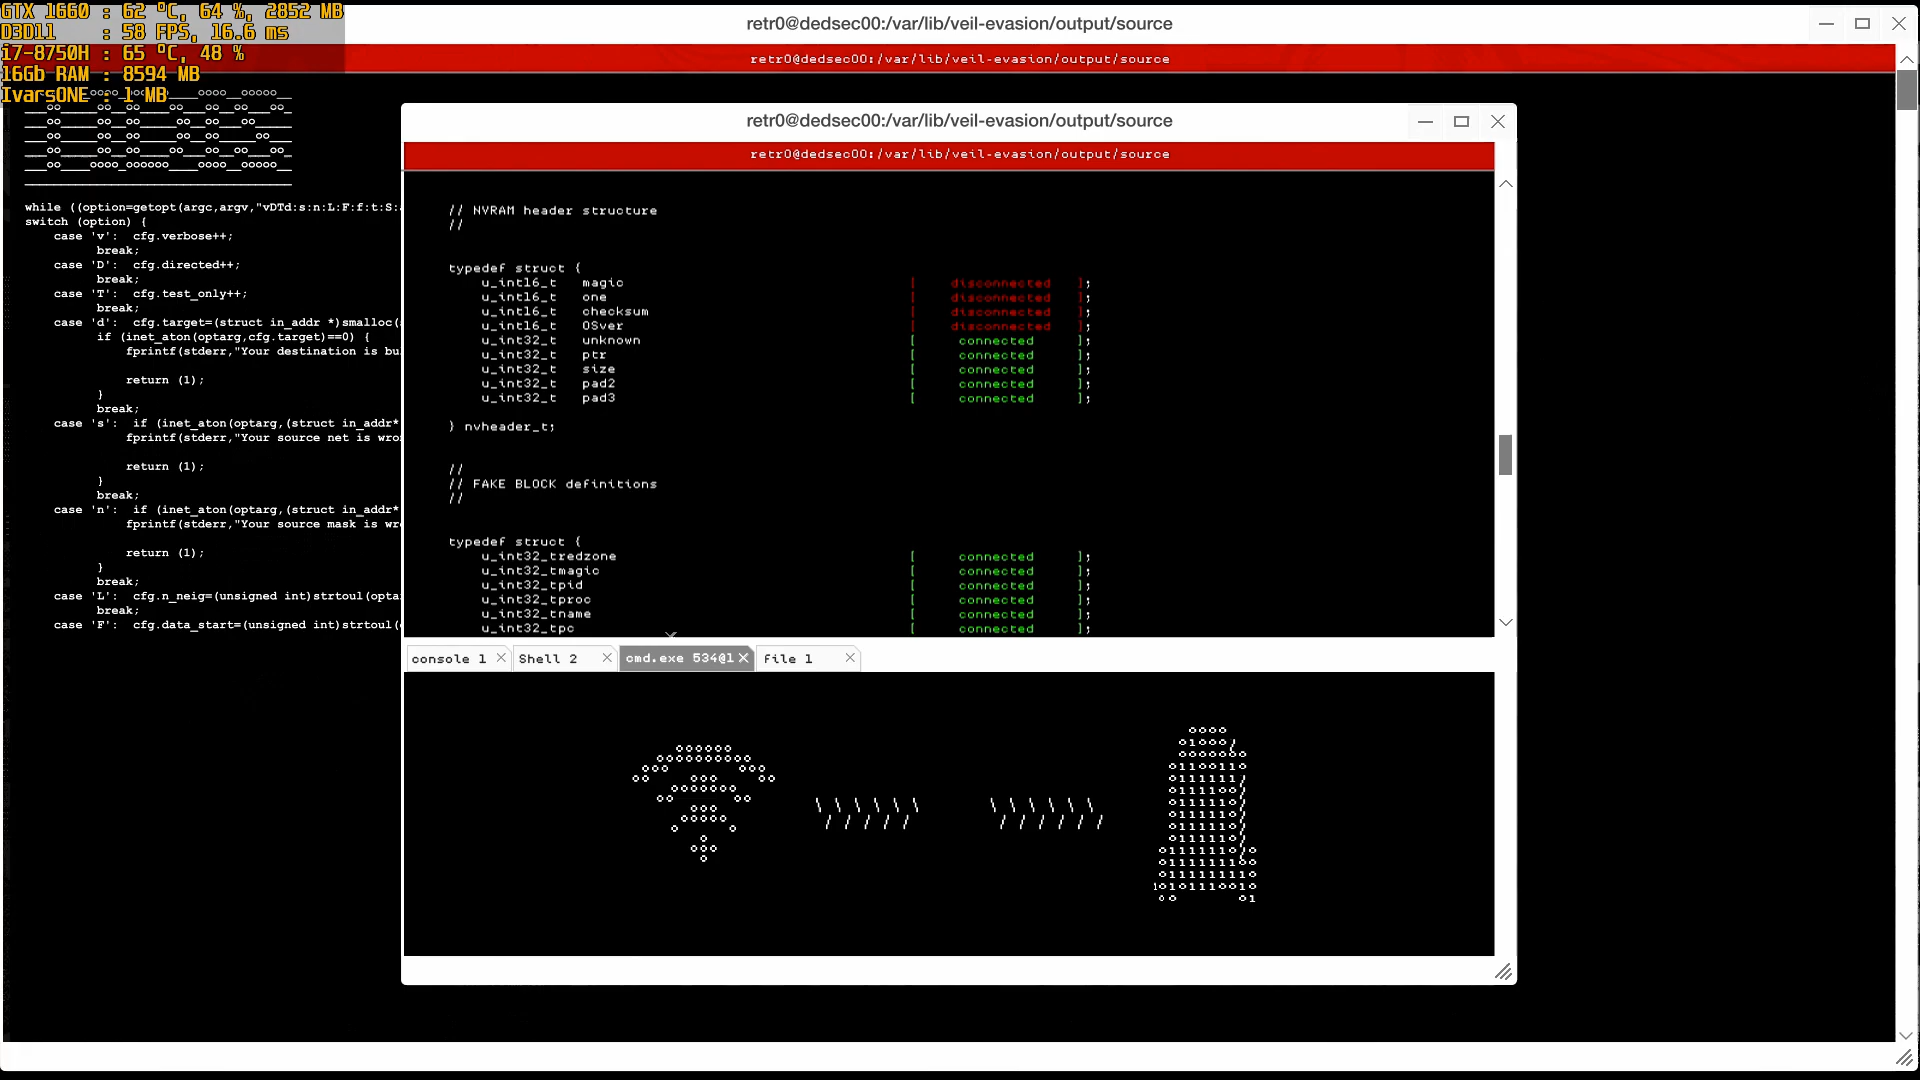 GTX 1660 : 62 ºC, 64 %, 2852 MB
D3D11 : 58 FPS, 16.6 ms
i7-8750H : 65 ºC, 48 %
16Gb RAM : 8594 MB
IvarsONE : 1 MB
retr0@dedsec00:/var/lib/veil-evasion/output/source
retr0@dedsec00:/var/lib/veil-evasion/output/source
while ((option=getopt(argc,argv,"vDTd:s:n:L:F:f:t:S:
switch (option) {
case 'v': cfg.verbose++;
break;
case 'D': cfg.directed++;
break;
case 'T': cfg.test_only++;
break;
case 'd': cfg.target=(struct in_addr *)smalloc(
if (inet_aton(optarg,cfg.target)==0) {
fprintf(stderr,"Your destination is bu
return (1);
}
break;
case 's': if (inet_aton(optarg,(struct in_addr*
fprintf(stderr,"Your source net is wro
return (1);
}
break;
case 'n': if (inet_aton(optarg,(struct in_addr*
fprintf(stderr,"Your source mask is wr
return (1);
}
break;
case 'L': cfg.n_neig=(unsigned int)strtoul(opta
break;
case 'F': cfg.data_start=(unsigned int)strtoul(
retr0@dedsec00:/var/lib/veil-evasion/output/source
retr0@dedsec00:/var/lib/veil-evasion/output/source
// NVRAM header structure
//
typedef struct {
u_int16_t magic [ disconnected ];
u_int16_t one [ disconnected ];
u_int16_t checksum [ disconnected ];
u_int16_t OSver [ disconnected ];
u_int32_t unknown [ connected ];
u_int32_t ptr [ connected ];
u_int32_t size [ connected ];
u_int32_t pad2 [ connected ];
u_int32_t pad3 [ connected ];
} nvheader_t;
//
// FAKE BLOCK definitions
//
typedef struct {
u_int32_tredzone [ connected ];
u_int32_tmagic [ connected ];
u_int32_tpid [ connected ];
u_int32_tproc [ connected ];
u_int32_tname [ connected ];
u_int32_tpc [ connected ];
console 1
Shell 2
cmd.exe 534@1
File 1